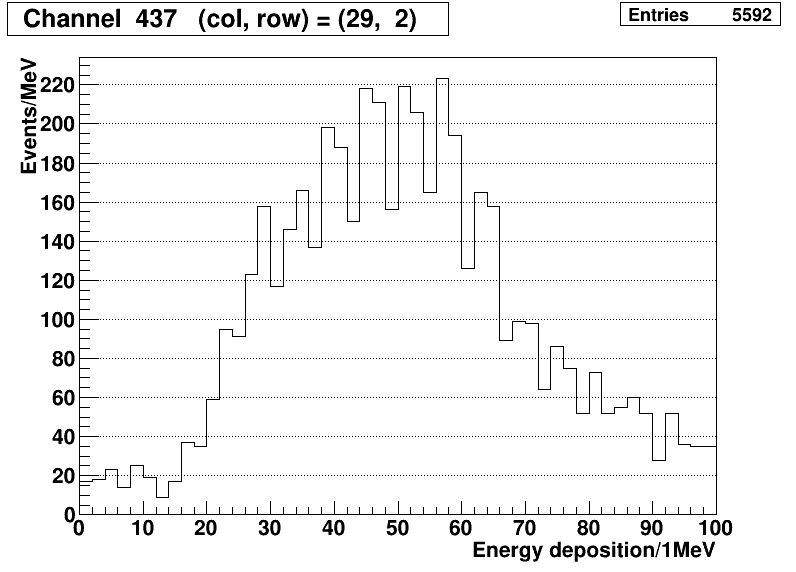 Channel 437 (col, row) = (29, 2)
Entries 5592
Events/MeV
220
200
180
160
140
120
100
80
60
40
20
0
0 10 20 30 40 50 60 70 80 90 100
Energy deposition/1MeV